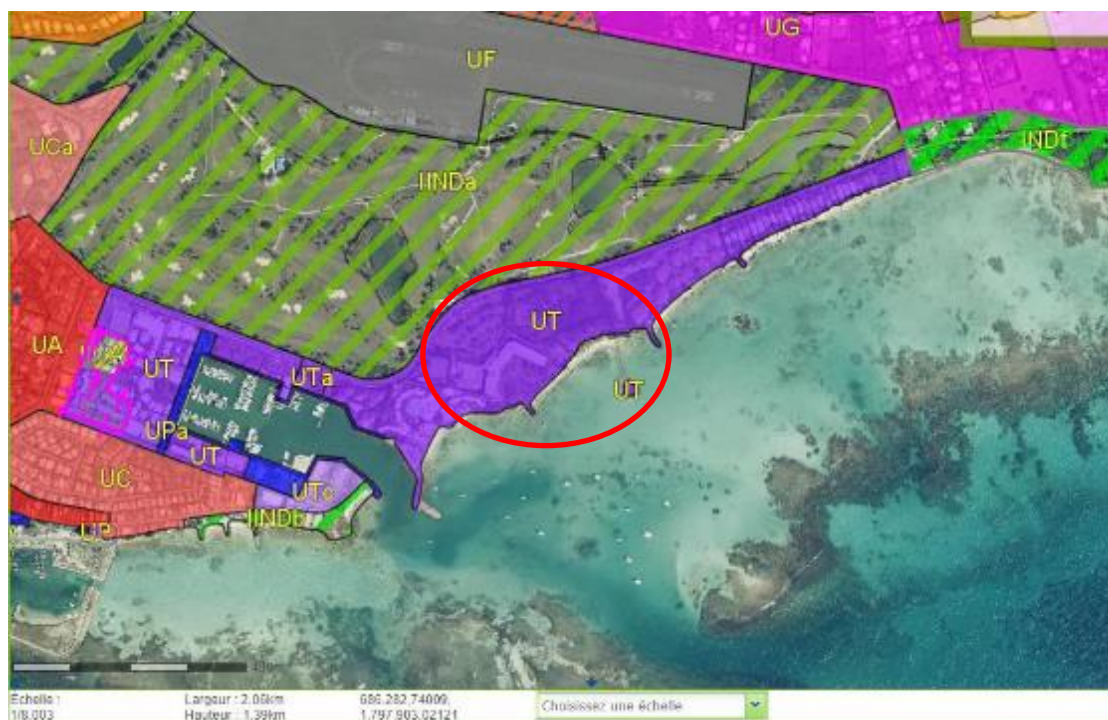 UG
UF
UCa
INDf
IINDa
UT
UA
UT
UTa
UT
UPa
UT
UC
UTc
IINDb
UP
Echelle :
1/8.003
Largeur : 2.06km
Hauteur : 1.39km
686.282,74009,
1.797.903,02121
Choisissez une échelle